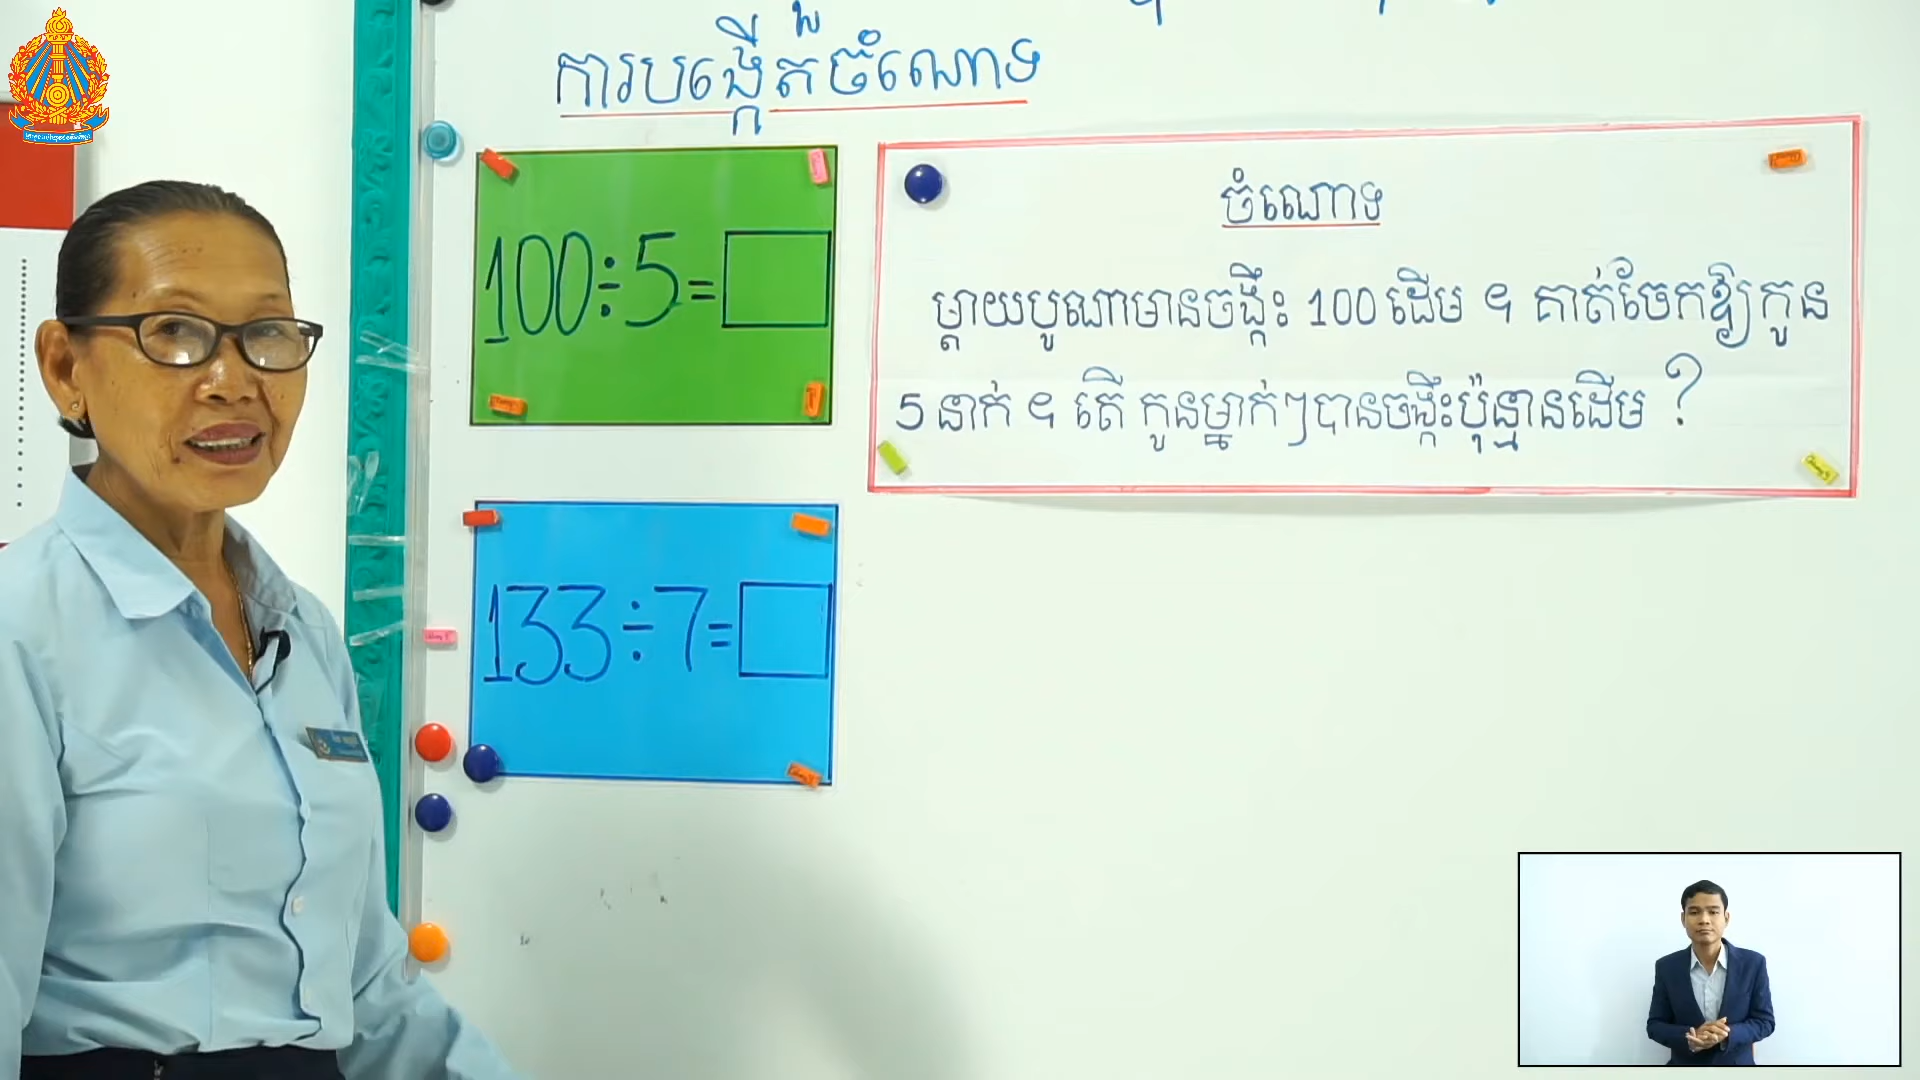 ការបង្កើតចំណោទ
100÷5=
ចំណោទ
ម្ដាយបូណាមានចង្កឹះ 100 ដើម ។ គាត់ចែកឱ្យកូន
5 នាក់ ។ តើ កូនម្នាក់ៗបានចង្កឹះប៉ុន្មានដើម ?
133÷7=